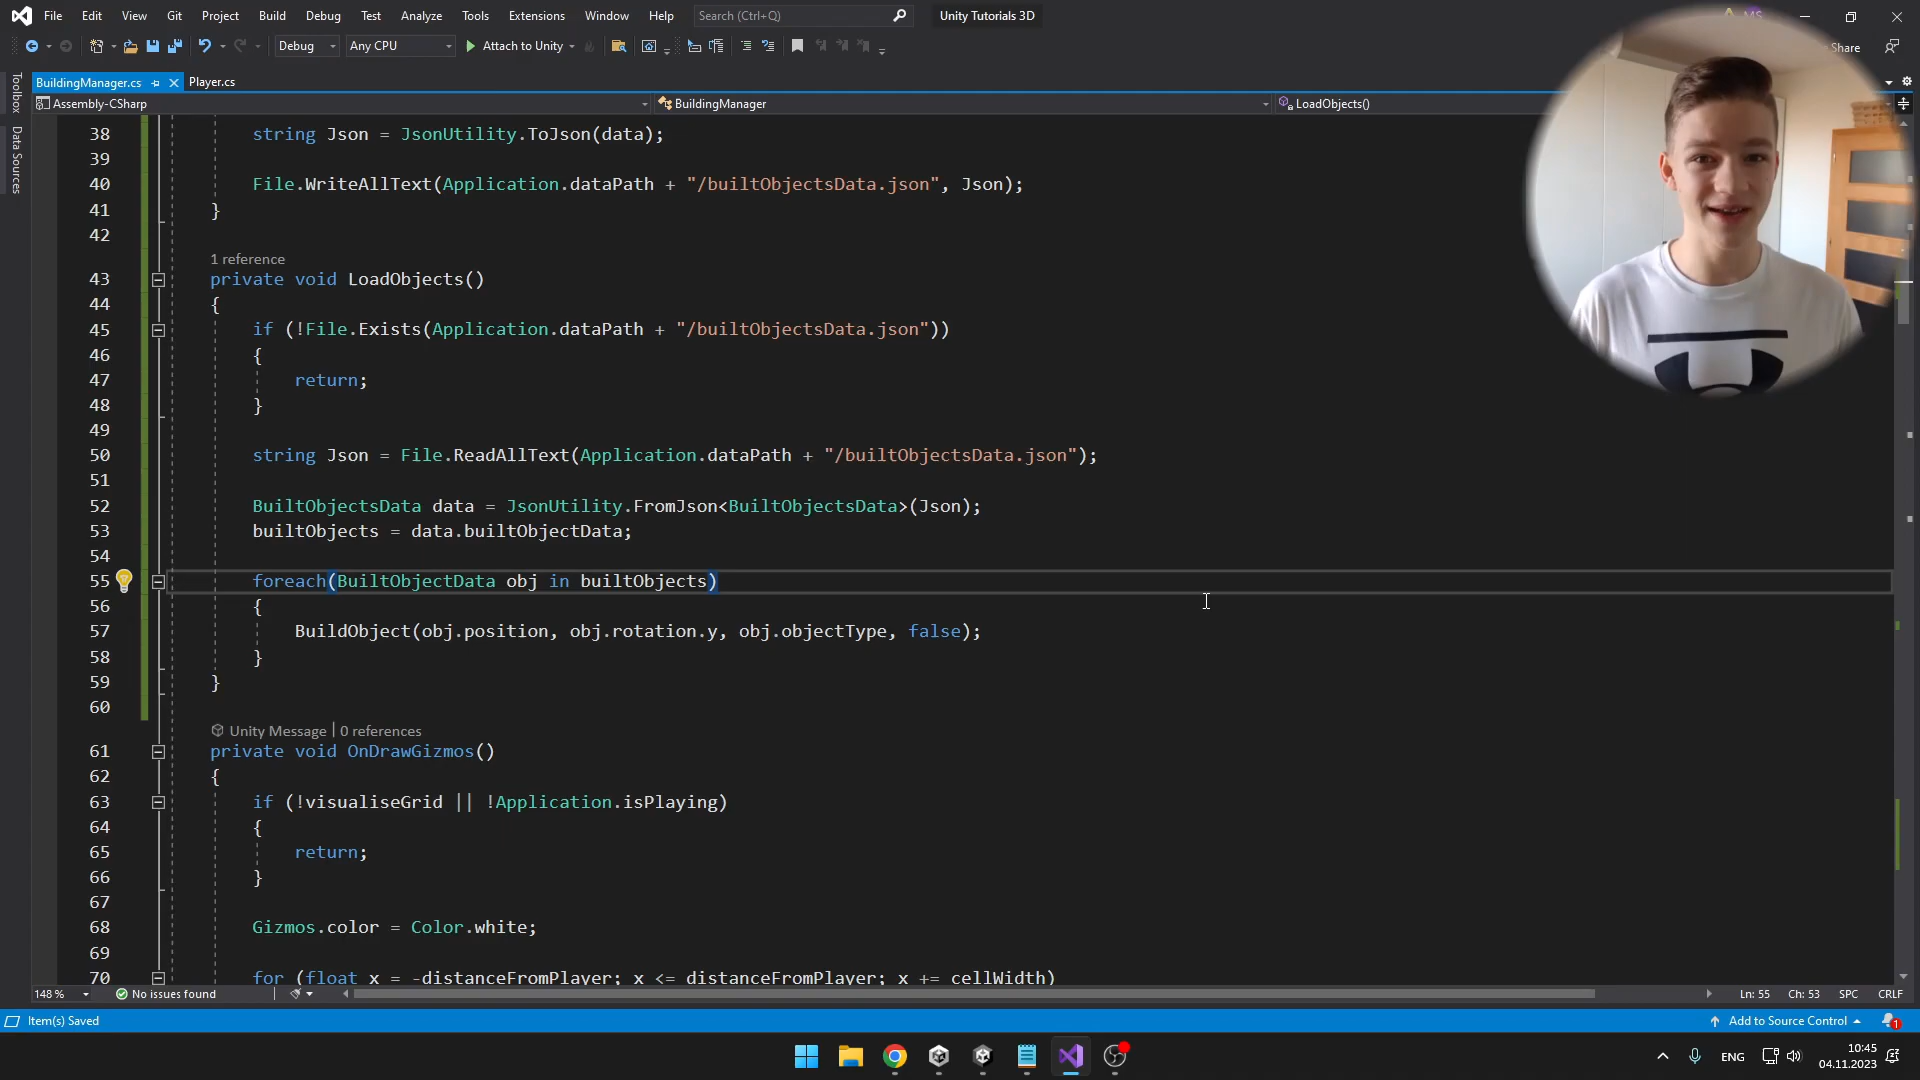 File Edit View Git Project Build Debug Test Analyze Tools Extensions Window Help Search (Ctrl+Q) Unity Tutorials 3D
Debug Any CPU Attach to Unity Share
Toolbox
Data Sources
BuildingManager.cs Player.cs
Assembly-CSharp BuildingManager LoadObjects()
38 string Json = JsonUtility.ToJson(data);
39
40 File.WriteAllText(Application.dataPath + "/builtObjectsData.json", Json);
41 }
42
1 reference
43 private void LoadObjects()
44 {
45 if (!File.Exists(Application.dataPath + "/builtObjectsData.json"))
46 {
47 return;
48 }
49
50 string Json = File.ReadAllText(Application.dataPath + "/builtObjectsData.json");
51
52 BuiltObjectsData data = JsonUtility.FromJson<BuiltObjectsData>(Json);
53 builtObjects = data.builtObjectData;
54
55 foreach(BuiltObjectData obj in builtObjects)
56 {
57 BuildObject(obj.position, obj.rotation.y, obj.objectType, false);
58 }
59 }
60
Unity Message | 0 references
61 private void OnDrawGizmos()
62 {
63 if (!visualiseGrid || !Application.isPlaying)
64 {
65 return;
66 }
67
68 Gizmos.color = Color.white;
69
70 for (float x = -distanceFromPlayer; x <= distanceFromPlayer; x += cellWidth)
148 % No issues found Ln: 55 Ch: 53 SPC CRLF
Item(s) Saved Add to Source Control 1
ENG 10:45
04.11.2023